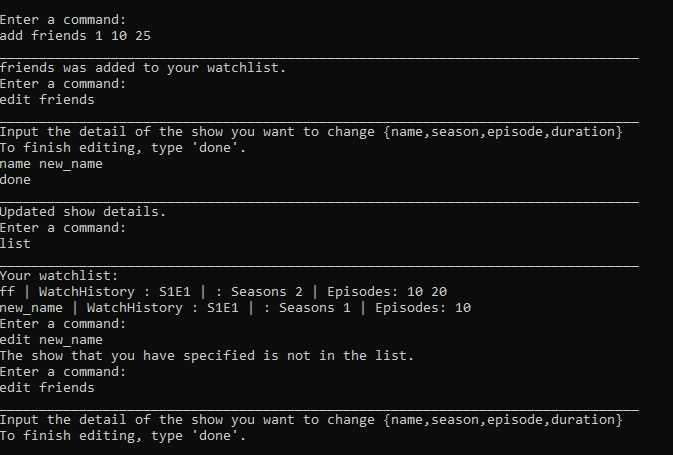 Enter a command:
add friends 1 10 25
________________________________________________________________________________
friends was added to your watchlist.
Enter a command:
edit friends
________________________________________________________________________________
Input the detail of the show you want to change {name,season,episode,duration}
To finish editing, type 'done'.
name new_name
done
________________________________________________________________________________
Updated show details.
Enter a command:
list
________________________________________________________________________________
Your watchlist:
ff | WatchHistory : S1E1 | : Seasons 2 | Episodes: 10 20
new_name | WatchHistory : S1E1 | : Seasons 1 | Episodes: 10
Enter a command:
edit new_name
The show that you have specified is not in the list.
Enter a command:
edit friends
________________________________________________________________________________
Input the detail of the show you want to change {name,season,episode,duration}
To finish editing, type 'done'.